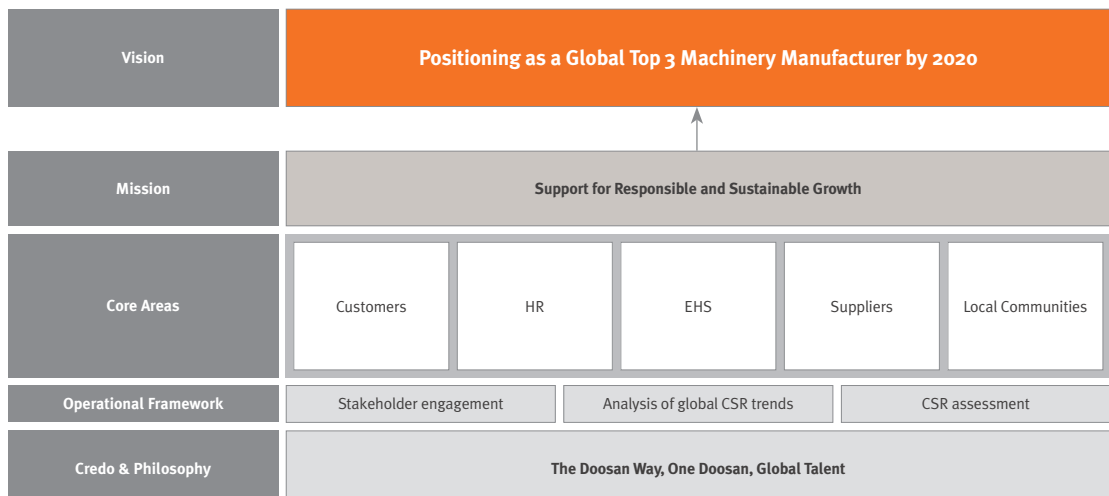 Vision
Positioning as a Global Top 3 Machinery Manufacturer by 2020
Mission
Support for Responsible and Sustainable Growth
Core Areas
Customers
HR
EHS
Suppliers
Local Communities
Operational Framework
Stakeholder engagement
Analysis of global CSR trends
CSR assessment
Credo & Philosophy
The Doosan Way, One Doosan, Global Talent